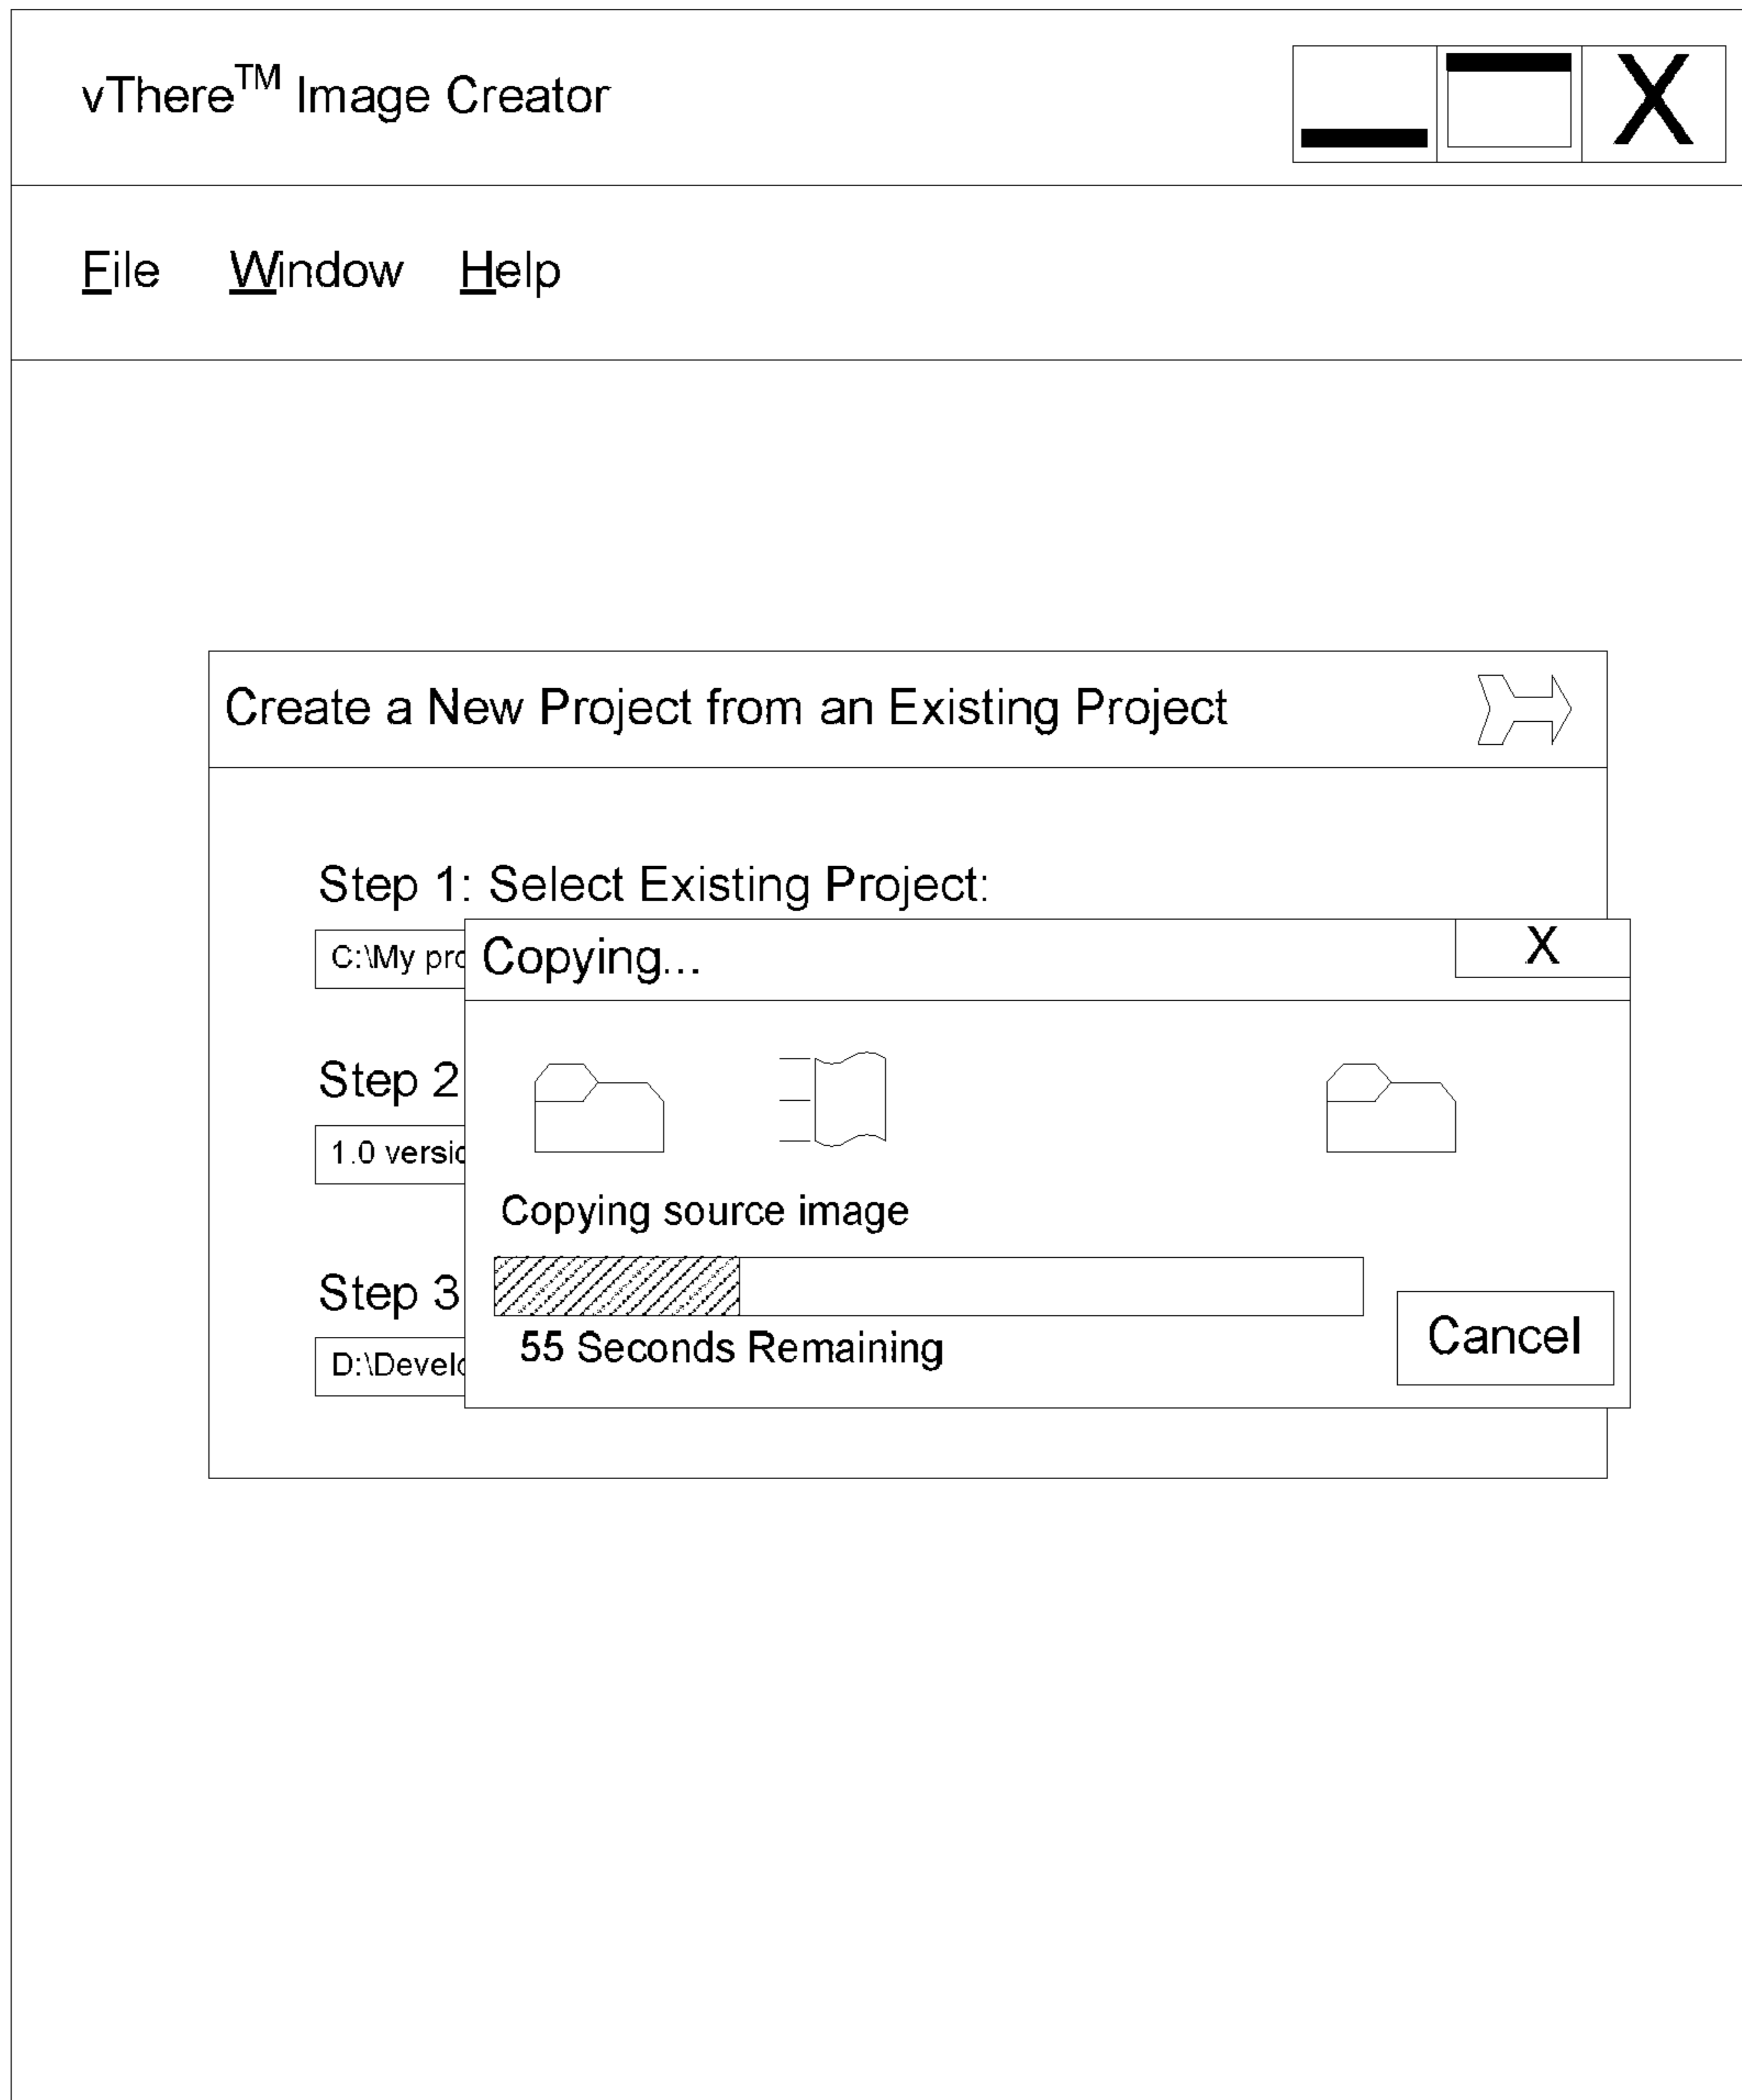 vThere™ Image Creator
X
File Window Help
Create a New Project from an Existing Project
Step 1: Select Existing Project:
C:\My pro
Copying...
X
Step 2
1.0 versio
Copying source image
Step 3
55 Seconds Remaining
Cancel
D:\Develo